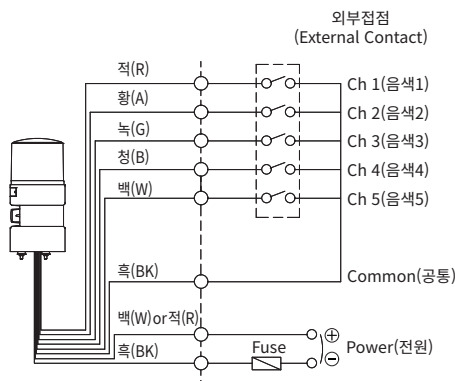 외부접점
(External Contact)
적(R)
Ch 1(음색1)
황(A)
Ch 2(음색2)
녹(G)
Ch 3(음색3)
청(B)
Ch 4(음색4)
백(W)
Ch 5(음색5)
흑(BK)
Common(공통)
백(W)or적(R)
흑(BK)
Fuse
+
-
Power(전원)